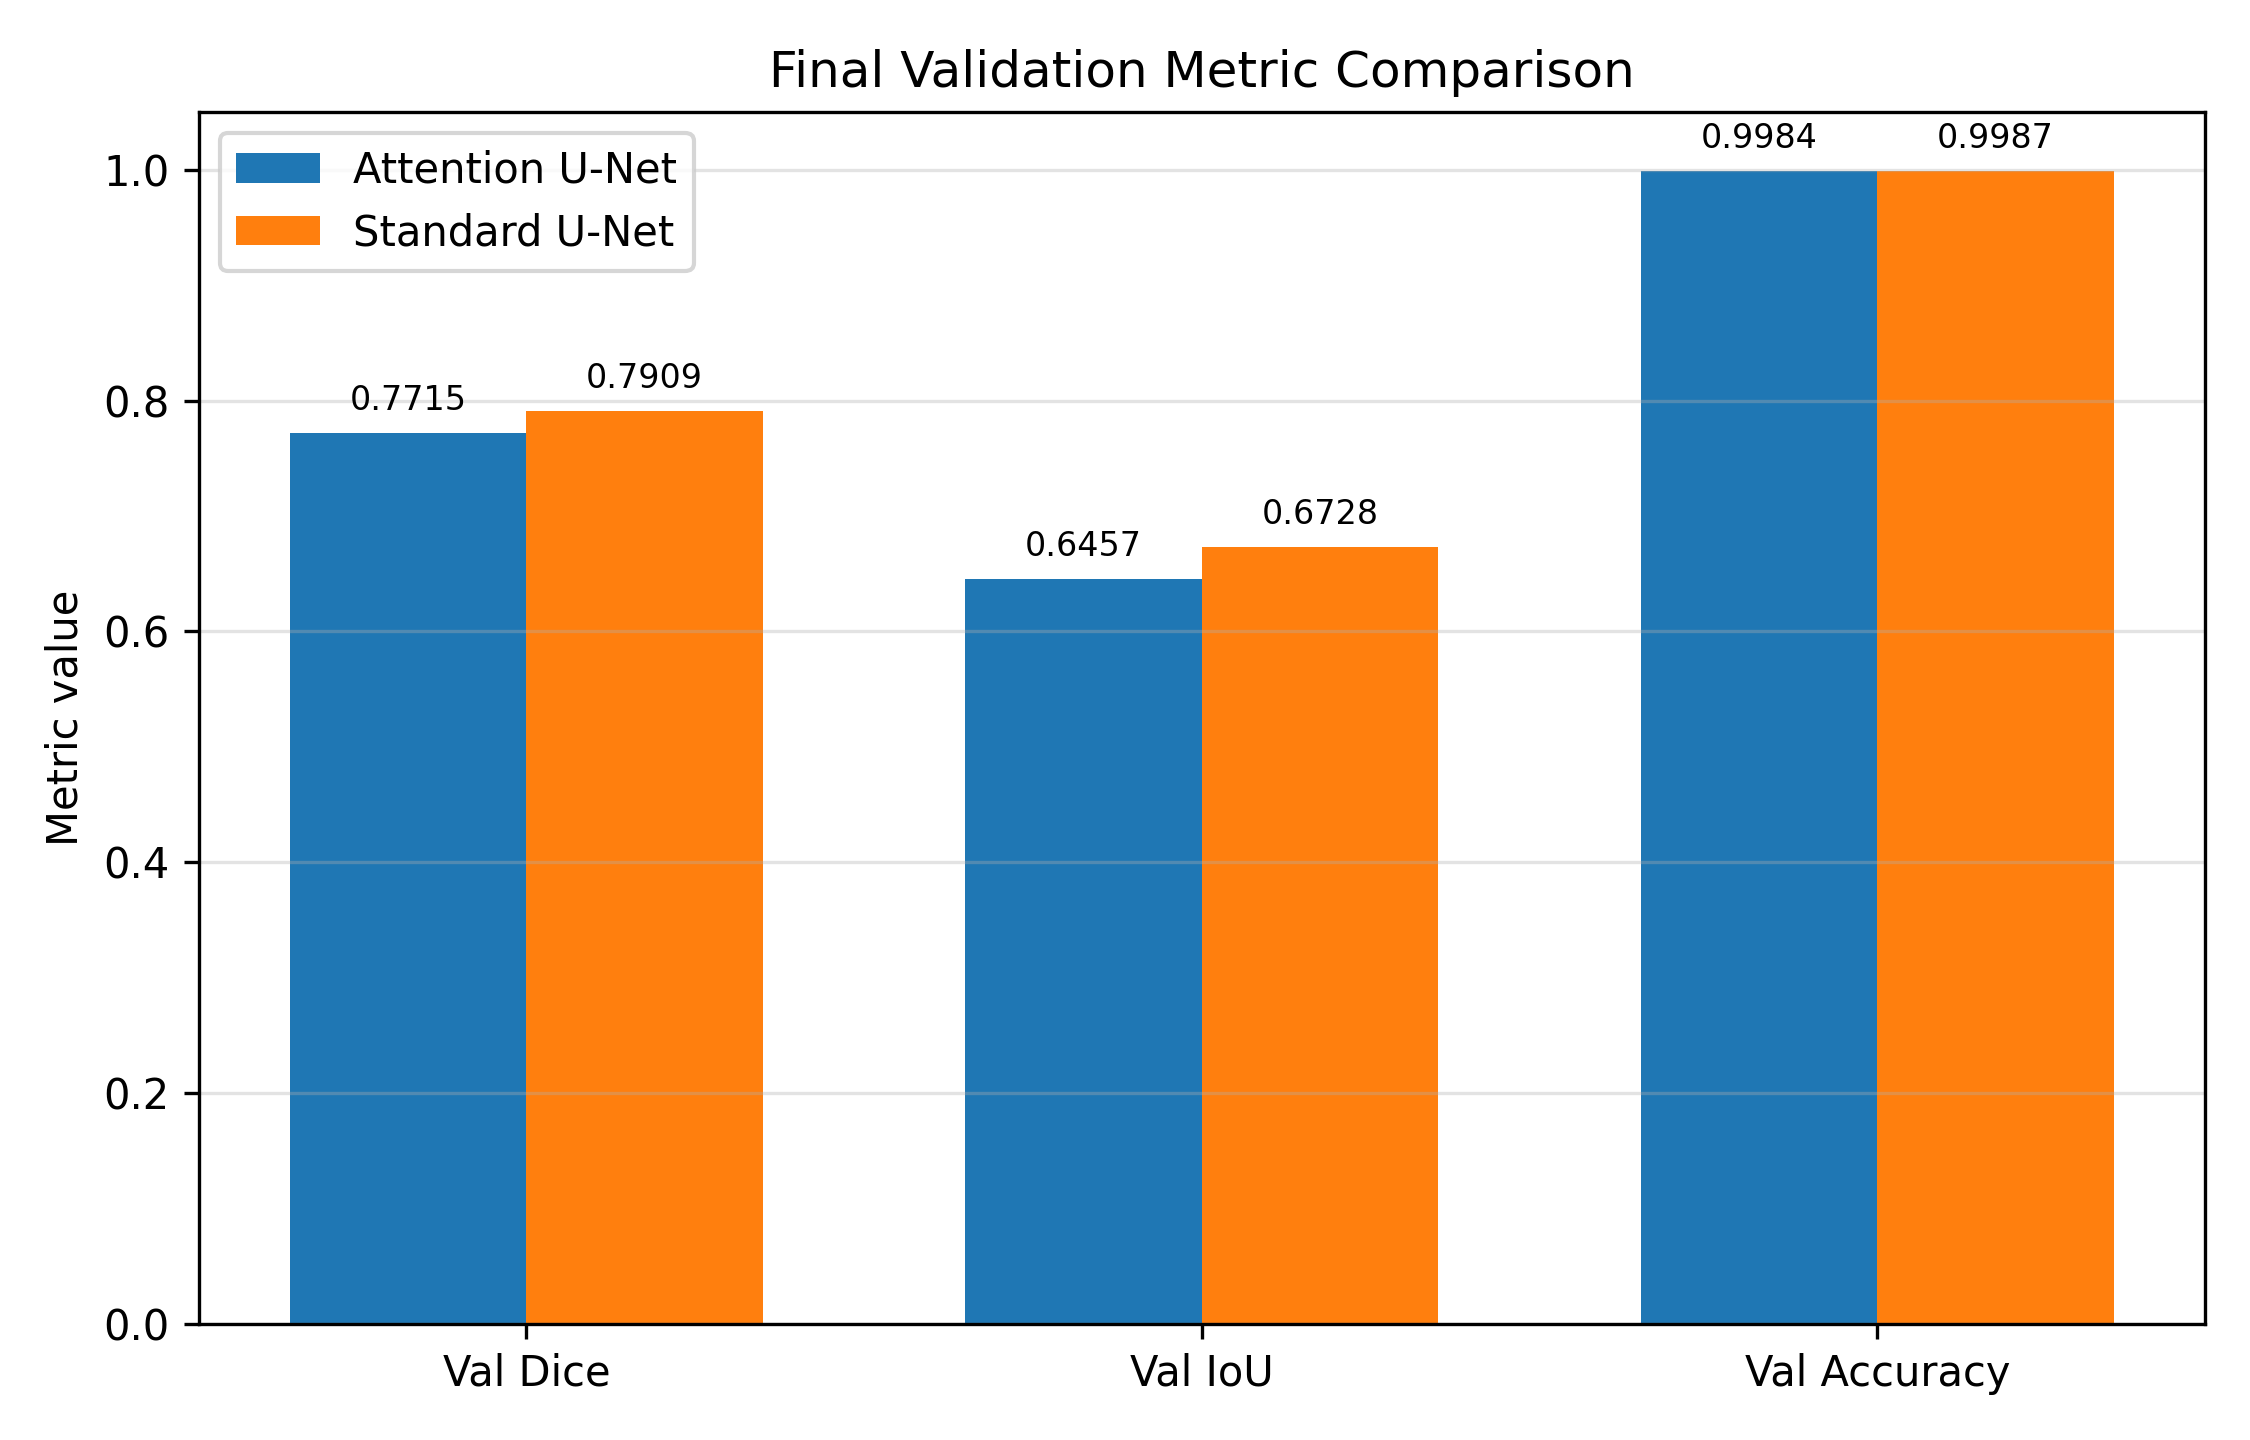 Final Validation Metric Comparison
Attention U-Net
Standard U-Net
0.9984
0.9987
0.7715
0.7909
0.6457
0.6728
Metric value
1.0
0.8
0.6
0.4
0.2
0.0
Val Dice
Val IoU
Val Accuracy